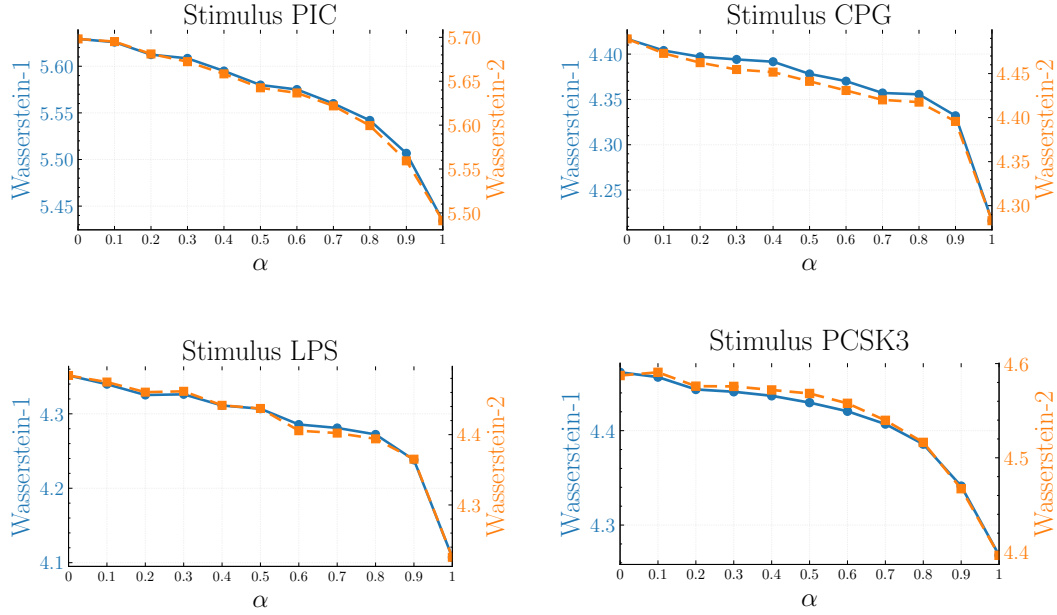 Stimulus PIC
Wasserstein-1
5.60
5.55
5.50
5.45
5.70
5.65
5.60
5.55
5.50
Wasserstein-2
0 0.1 0.2 0.3 0.4 0.5 0.6 0.7 0.8 0.9 1
α
Stimulus CPG
Wasserstein-1
4.40
4.35
4.30
4.25
4.45
4.40
4.35
4.30
Wasserstein-2
0 0.1 0.2 0.3 0.4 0.5 0.6 0.7 0.8 0.9 1
α
Stimulus LPS
Wasserstein-1
4.3
4.2
4.1
4.4
4.3
Wasserstein-2
0 0.1 0.2 0.3 0.4 0.5 0.6 0.7 0.8 0.9 1
α
Stimulus PCSK3
Wasserstein-1
4.4
4.3
4.6
4.5
4.4
Wasserstein-2
0 0.1 0.2 0.3 0.4 0.5 0.6 0.7 0.8 0.9 1
α